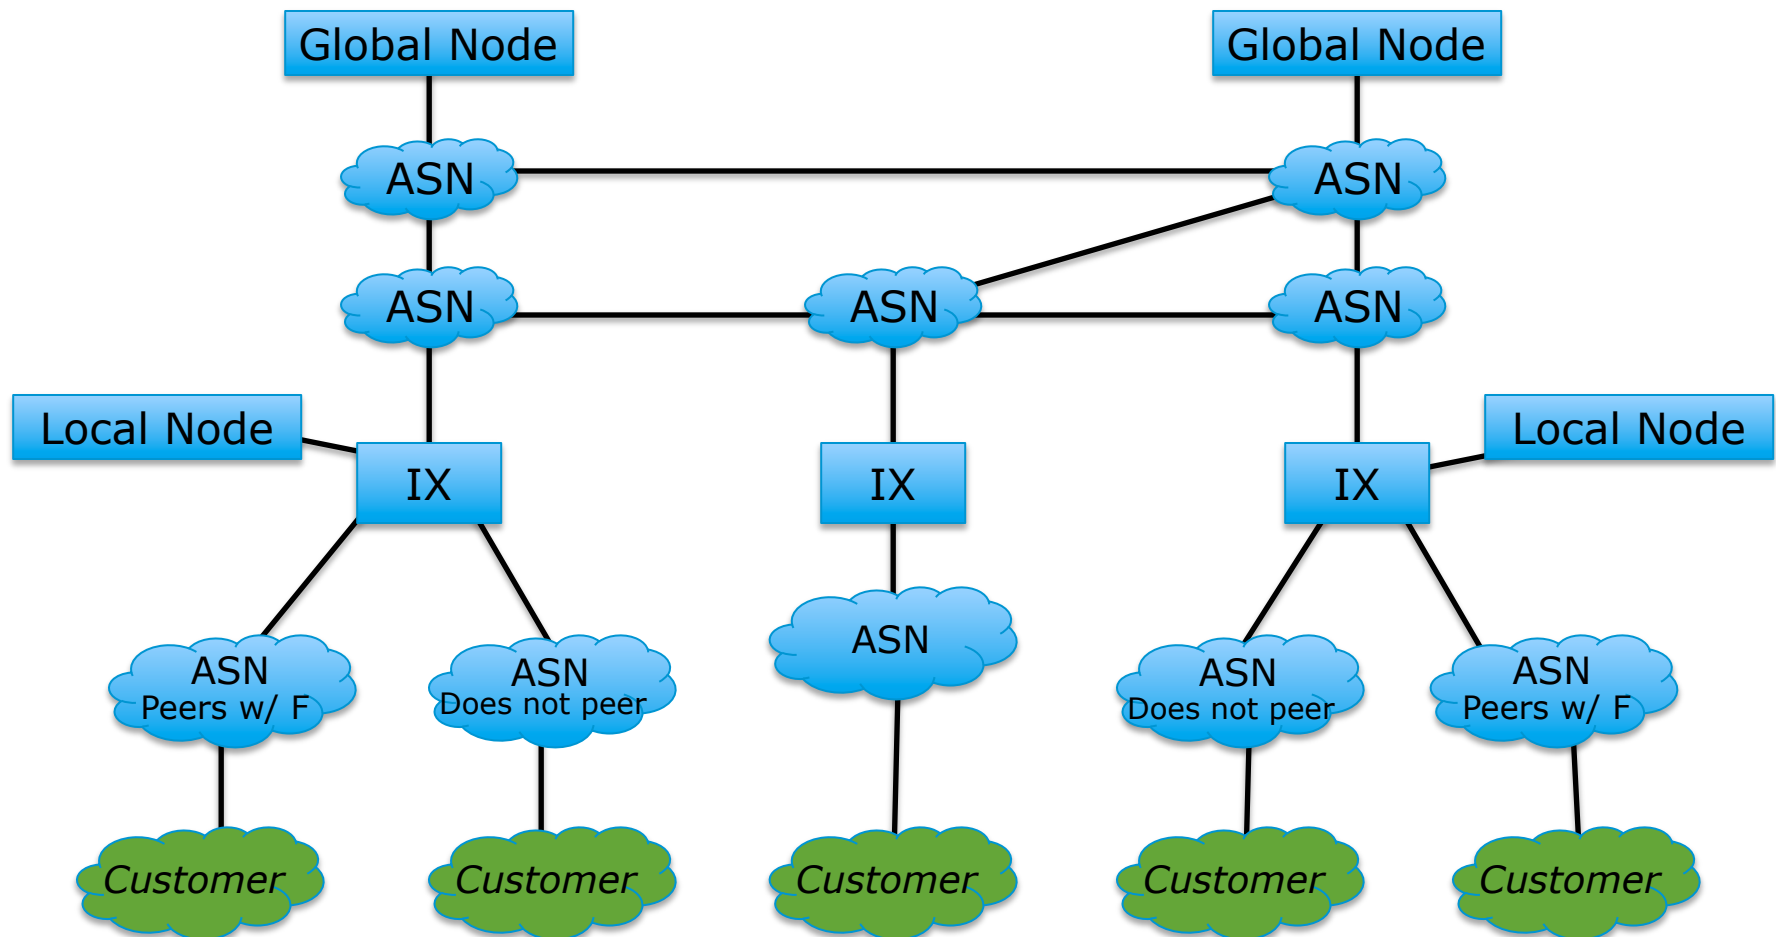 Global Node
Global Node
ASN
ASN
ASN
ASN
ASN
Local Node
Local Node
IX
IX
IX
ASN
ASN
Peers w/ F
ASN
Does not peer
ASN
Does not peer
ASN
Peers w/ F
Customer
Customer
Customer
Customer
Customer